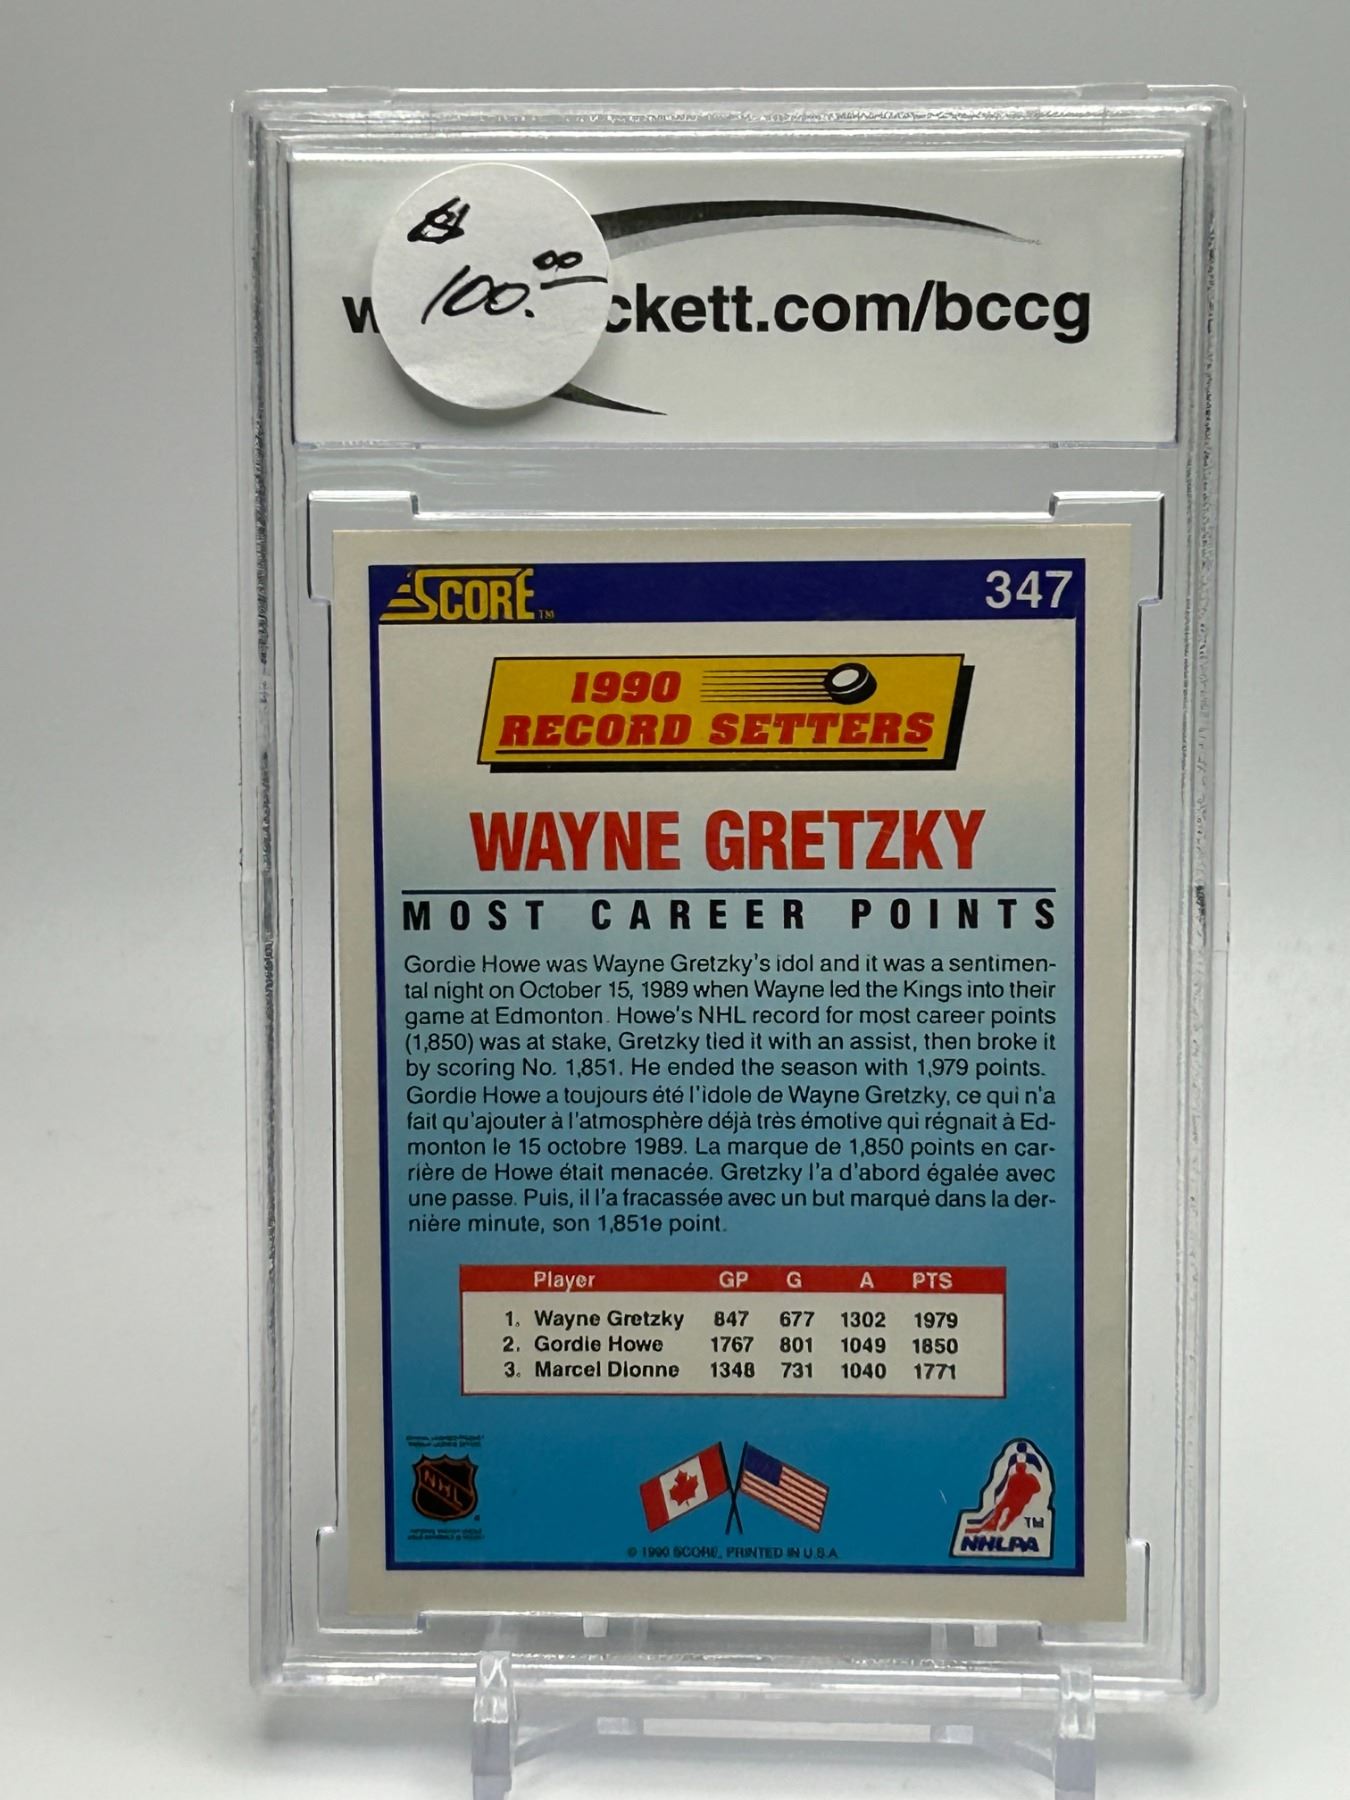 $
100.00
w ckett.com/bccg
SCORE TM
347
1990
RECORD SETTERS
WAYNE GRETZKY
MOST CAREER POINTS
Gordie Howe was Wayne Gretzky's idol and it was a sentimen-
tal night on October 15, 1989 when Wayne led the Kings into their
game at Edmonton. Howe's NHL record for most career points
(1,850) was at stake, Gretzky tied it with an assist, then broke it
by scoring No. 1,851. He ended the season with 1,979 points.
Gordie Howe a toujours été l'idole de Wayne Gretzky, ce qui n'a
fait qu'ajouter à l'atmosphère déjà très émotive qui régnait à Ed-
monton le 15 octobre 1989. La marque de 1,850 points en car-
rière de Howe était menacée. Gretzky l'a d'abord égalée avec
une passe. Puis, il l'a fracassée avec un but marqué dans la der-
nière minute, son 1,851e point.
Player GP G A PTS
1. Wayne Gretzky 847 677 1302 1979
2. Gordie Howe 1767 801 1049 1850
3. Marcel Dionne 1348 731 1040 1771
NHL
TM
NHLPA
© 1990 SCORE, PRINTED IN U.S.A.